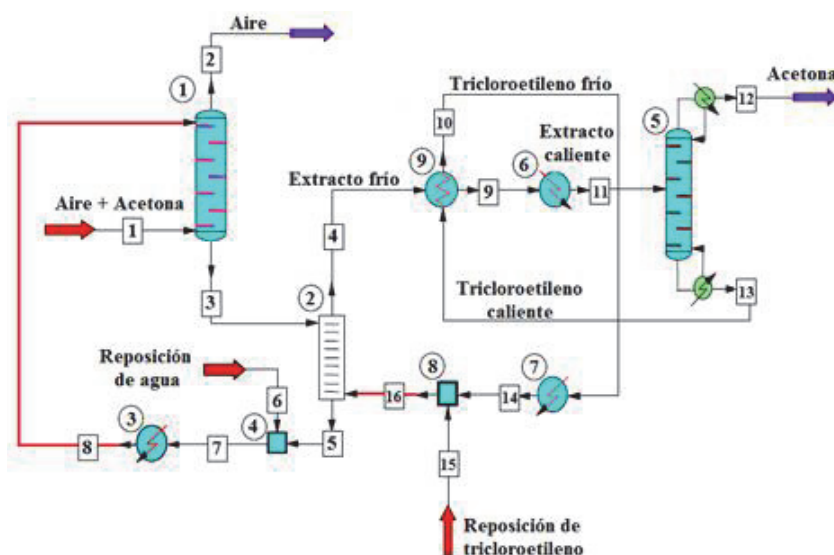 Aire
2
1
Tricloroetileno frío
Acetona
10
12
5
Extracto
caliente
9
6
Extracto frío
9
11
Aire + Acetona
1
4
3
2
Tricloroetileno
caliente
13
Reposición
de agua
8
7
16
14
3
6
4
8
7
5
15
Reposición de
tricloroetileno